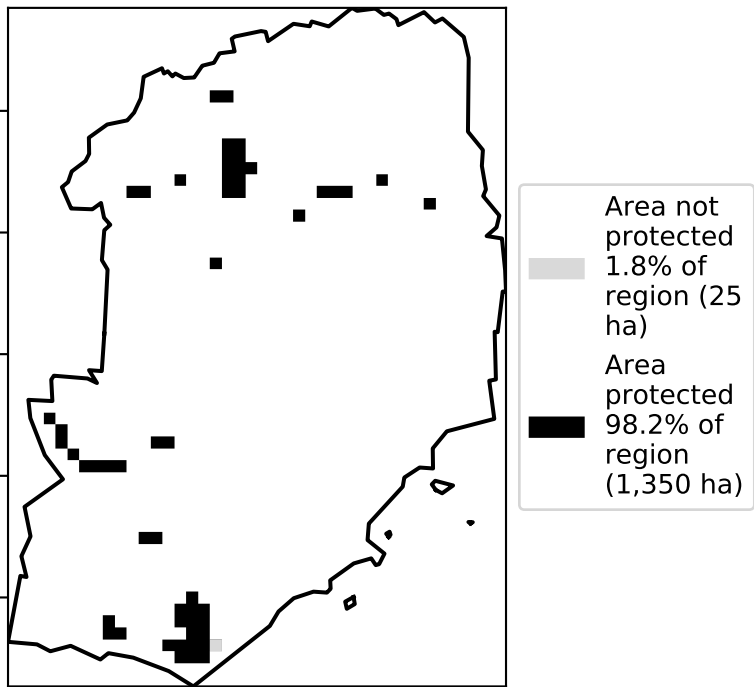 Area not
protected
1.8% of
region (25
ha)
Area
protected
98.2% of
region
(1,350 ha)